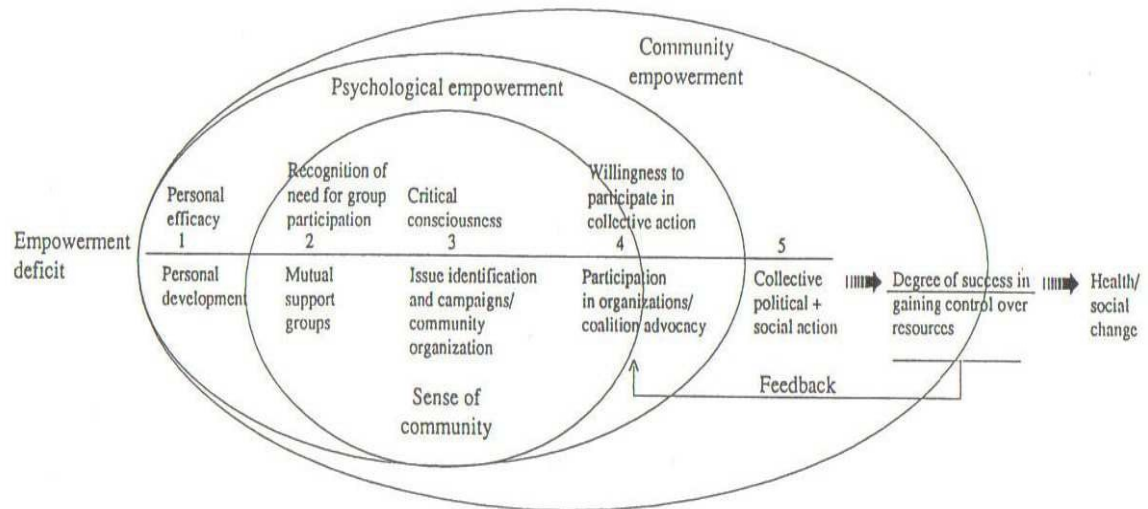 Community
empowerment
Psychological empowerment
Recognition of
need for group
participation
Willingness to
participate in
collective action
Personal
efficacy
Critical
consciousness
1
2
3
4
5
Empowerment
deficit
Personal
development
Mutual
support
groups
Issue identification
and campaigns/
community
organization
Participation
in organizations/
coalition advocacy
Collective
political +
social action
Degree of success in
gaining control over
resources
Health/
social
change
Feedback
Sense of
community